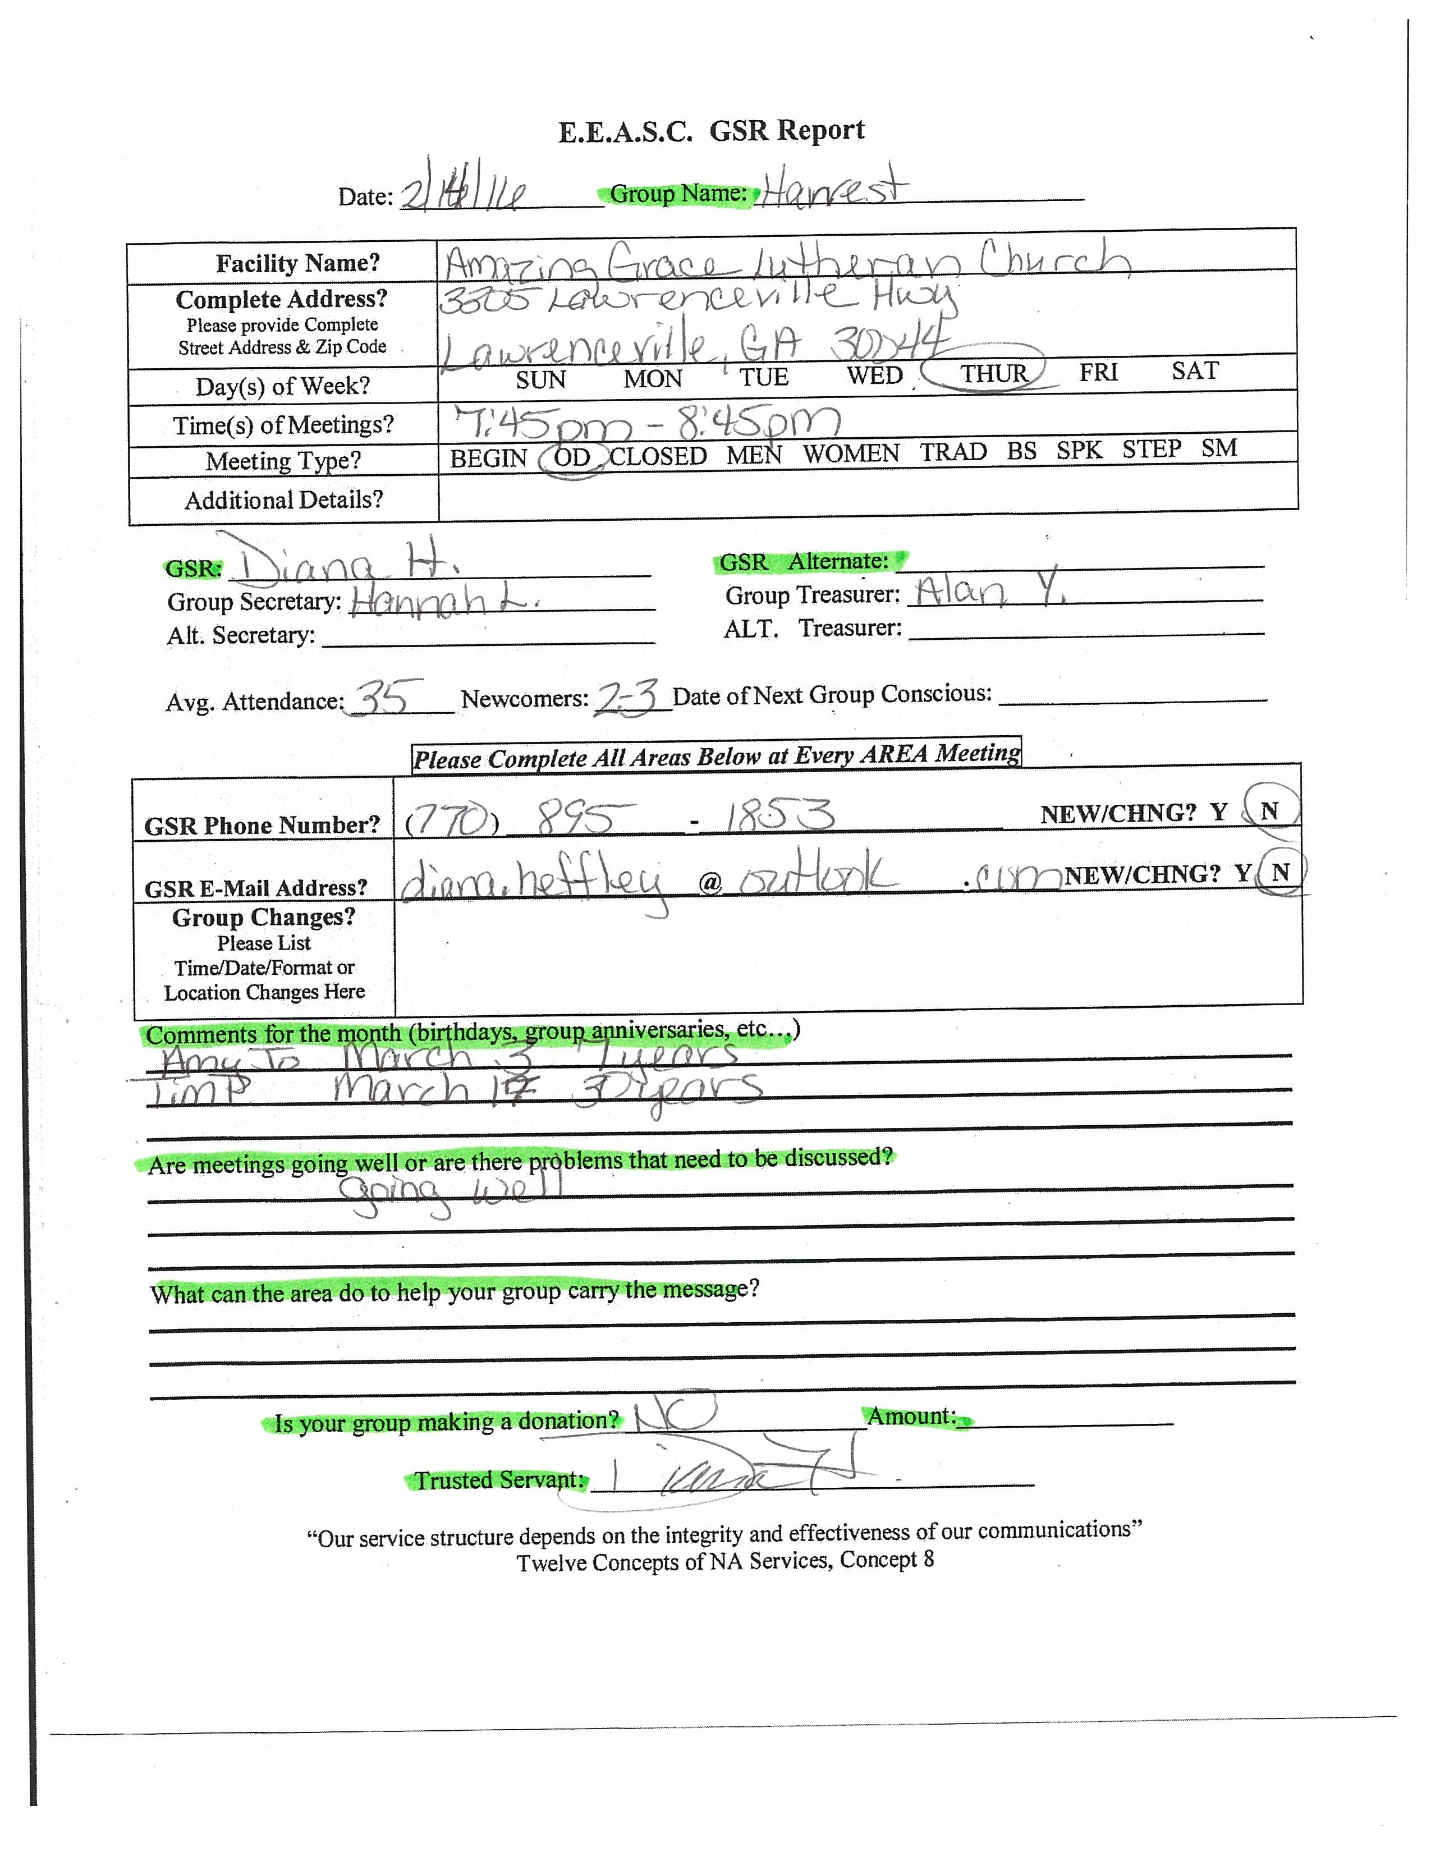 E.E.A.S.C. GSR Report
Date: 2/14/16 Group Name: Harvest
Facility Name? Amazing Grace Lutheran Church
Complete Address? 3305 Lawrenceville Hwy
Please provide Complete
Street Address & Zip Code Lawrenceville, GA 30044
Day(s) of Week? SUN MON TUE WED THUR FRI SAT
Time(s) of Meetings? 7:45pm - 8:45pm
Meeting Type? BEGIN OD CLOSED MEN WOMEN TRAD BS SPK STEP SM
Additional Details?
GSR: Diana H. GSR Alternate:
Group Secretary: Hannah L. Group Treasurer: Alan Y.
Alt. Secretary: ALT. Treasurer:
Avg. Attendance: 35 Newcomers: 2-3 Date of Next Group Conscious:
Please Complete All Areas Below at Every AREA Meeting
GSR Phone Number? (770) 895 - 1853 NEW/CHNG? Y N
GSR E-Mail Address? diana.heffley @ outlook .com NEW/CHNG? Y N
Group Changes?
Please List
Time/Date/Format or
Location Changes Here
Comments for the month (birthdays, group anniversaries, etc...)
Amy To March 3 7years
Tim P March 17 30years
Are meetings going well or are there problems that need to be discussed?
going well
What can the area do to help your group carry the message?
Is your group making a donation? NO Amount:
Trusted Servant: Diana H.
“Our service structure depends on the integrity and effectiveness of our communications”
Twelve Concepts of NA Services, Concept 8